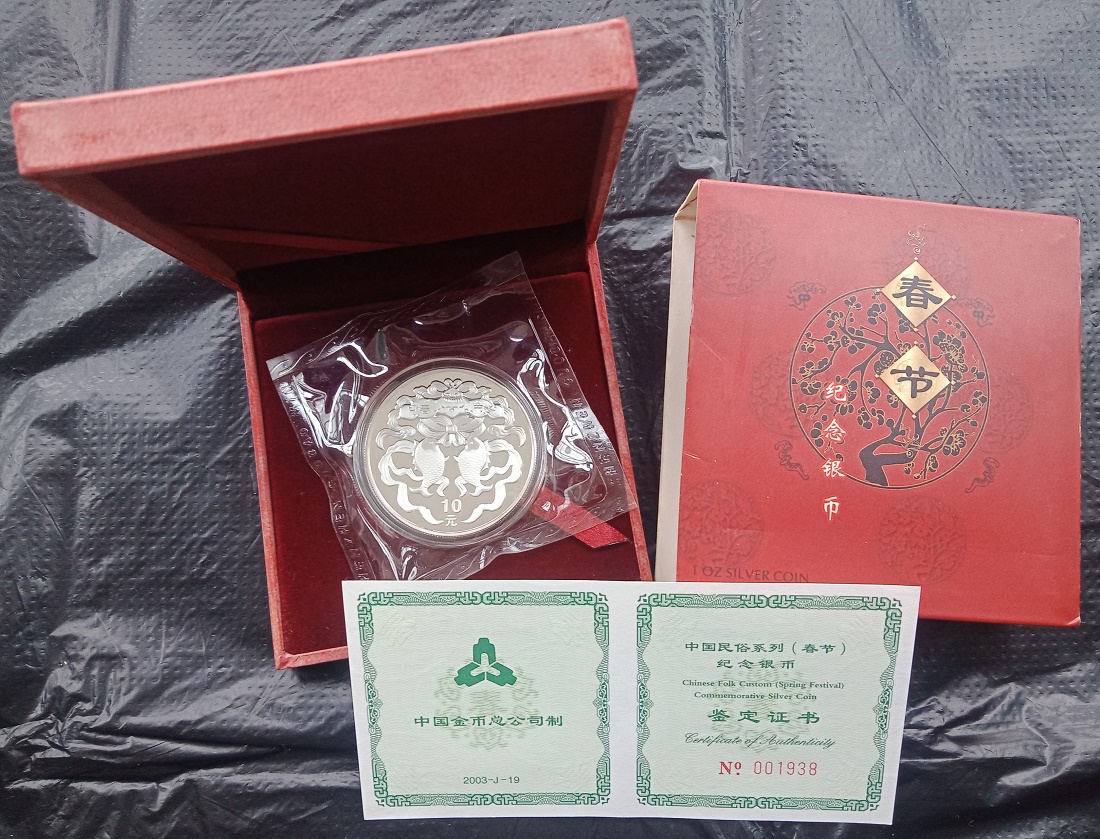 10
元
春
节
纪念银币
1 OZ SILVER COIN
中国金币总公司制
2003-J-19
中国民俗系列(春节)
纪念银币
Chinese Folk Custom (Spring Festival)
Commemorative Silver Coin
鉴定证书
Certificate of Authenticity
Nº 001938